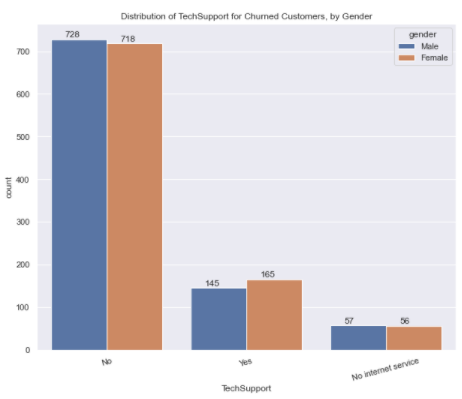 Distribution of TechSupport for Churned Customers, by Gender
gender
Male
Female
728
718
145
165
57
56
700
600
500
400
300
200
100
0
count
No
Yes
No internet service
TechSupport